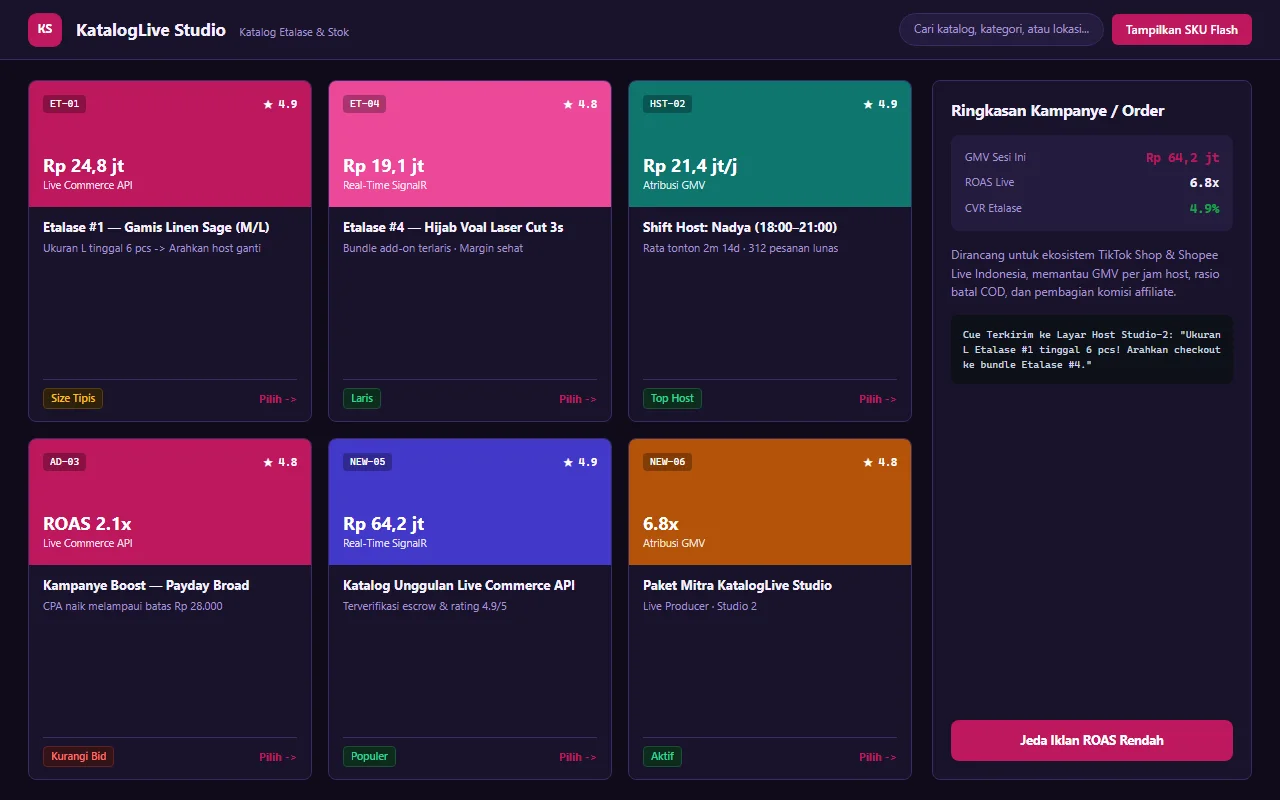 KS
KatalogLive Studio
Katalog Etalase & Stok
Cari katalog, kategori, atau lokasi...
Tampilkan SKU Flash
ET-01
★ 4.9
Rp 24,8 jt
Live Commerce API
Etalase #1 — Gamis Linen Sage (M/L)
Ukuran L tinggal 6 pcs -> Arahkan host ganti
Size Tipis
Pilih ->
ET-04
★ 4.8
Rp 19,1 jt
Real-Time SignalR
Etalase #4 — Hijab Voal Laser Cut 3s
Bundle add-on terlaris · Margin sehat
Laris
Pilih ->
HST-02
★ 4.9
Rp 21.4 jt/j
Atribusi GMV
Shift Host: Nadya (18:00–21:00)
Rata tonton 2m 14d · 312 pesanan lunas
Top Host
Pilih ->
AD-03
★ 4.8
ROAS 2.1x
Live Commerce API
Kampanye Boost — Payday Broad
CPA naik melampaui batas Rp 28.000
Kurangi Bid
Pilih ->
NEW-05
★ 4.9
Rp 64,2 jt
Real-Time SignalR
Katalog Unggulan Live Commerce API
Terverifikasi escrow & rating 4.9/5
Populer
Pilih ->
NEW-06
★ 4.8
6.8x
Atribusi GMV
Paket Mitra KatalogLive Studio
Live Producer · Studio 2
Aktif
Pilih ->
Ringkasan Kampanye / Order
GMV Sesi Ini
Rp 64,2 jt
ROAS Live
6.8x
CVR Etalase
4.9%
Dirancang untuk ekosistem TikTok Shop & Shopee
Live Indonesia, memantau GMV per jam host, rasio
batal COD, dan pembagian komisi affiliate.
Cue Terkirim ke Layar Host Studio-2: "Ukuran
L Etalase #1 tinggal 6 pcs! Arahkan checkout
ke bundle Etalase #4."
Jeda Iklan ROAS Rendah